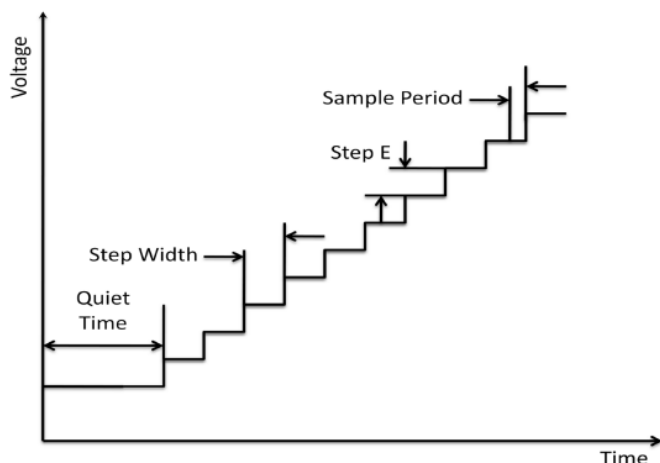 Voltage
Sample Period
Step E
Step Width
Quiet
Time
Time